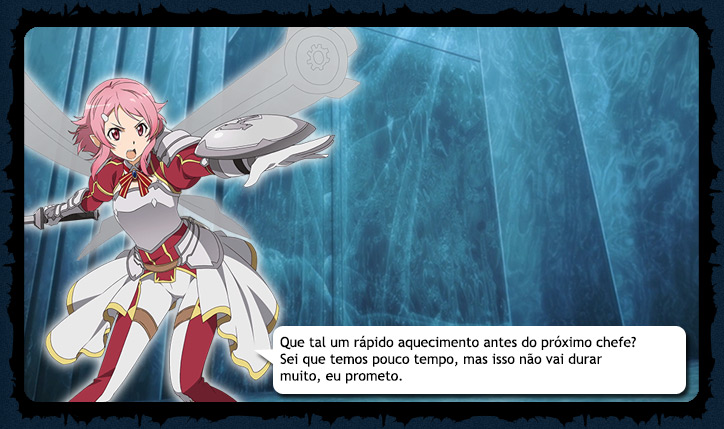 Que tal um rápido aquecimento antes do próximo chefe?
Sei que temos pouco tempo, mas isso não vai durar
muito, eu prometo.